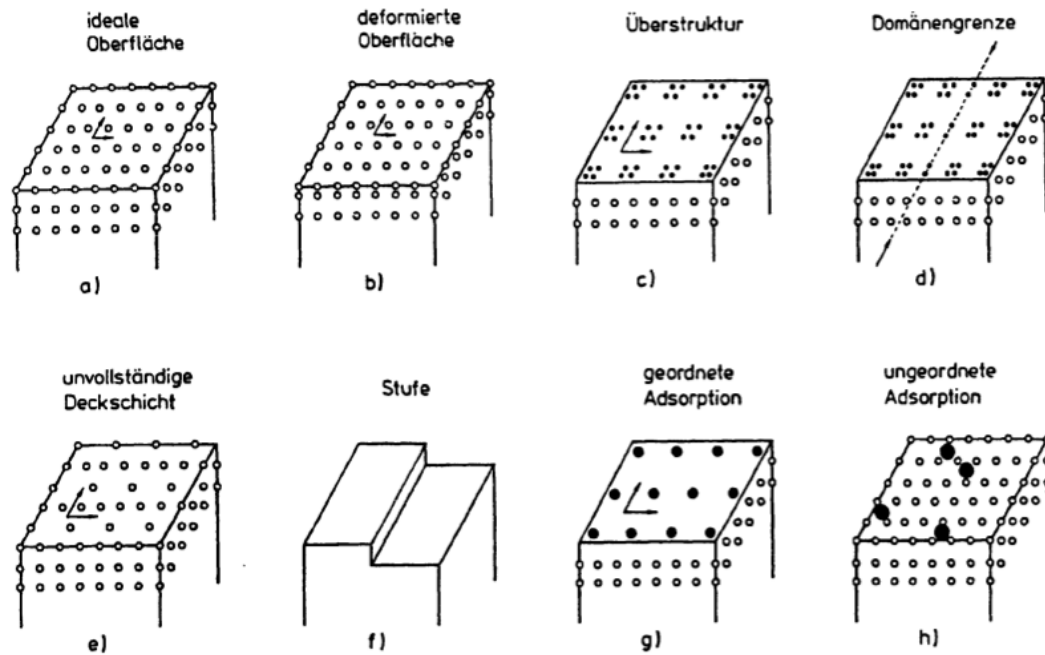 ideale
Oberfläche
deformierte
Oberfläche
Überstruktur
Domänengrenze
a)
b)
c)
d)
unvollständige
Deckschicht
Stufe
geordnete
Adsorption
ungeordnete
Adsorption
e)
f)
g)
h)